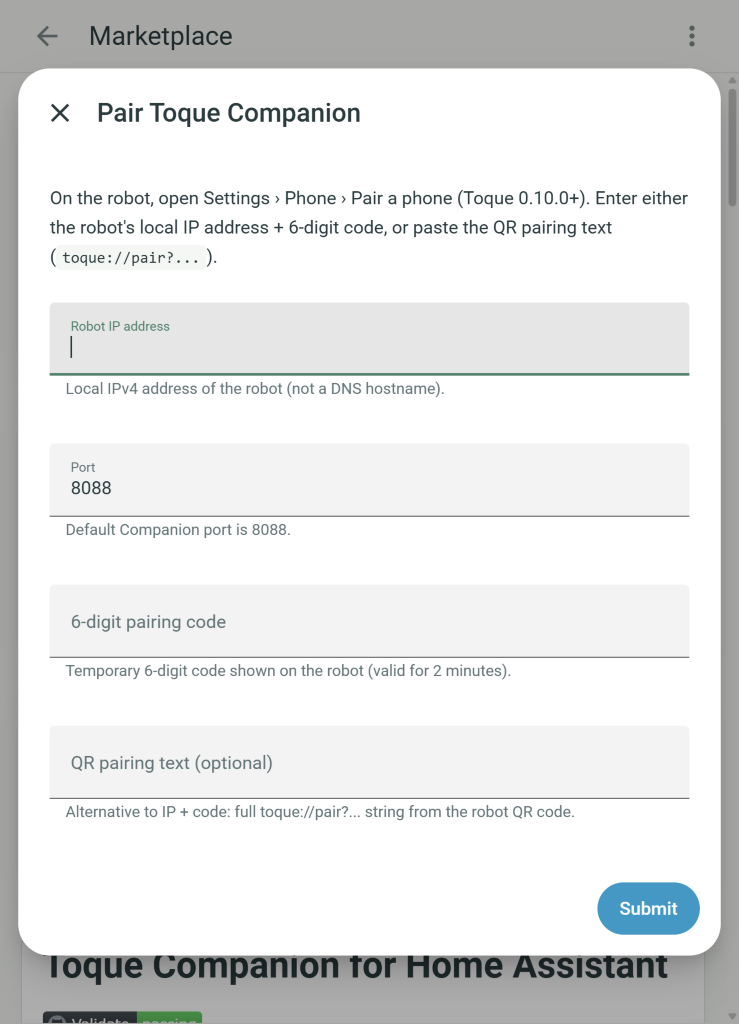 Marketplace
Pair Toque Companion
On the robot, open Settings › Phone › Pair a phone (Toque 0.10.0+). Enter either
the robot's local IP address + 6-digit code, or paste the QR pairing text
( toque://pair?... ).
Robot IP address
Local IPv4 address of the robot (not a DNS hostname).
Port
8088
Default Companion port is 8088.
6-digit pairing code
Temporary 6-digit code shown on the robot (valid for 2 minutes).
QR pairing text (optional)
Alternative to IP + code: full toque://pair?... string from the robot QR code.
Submit
Toque Companion for Home Assistant
Validate passing